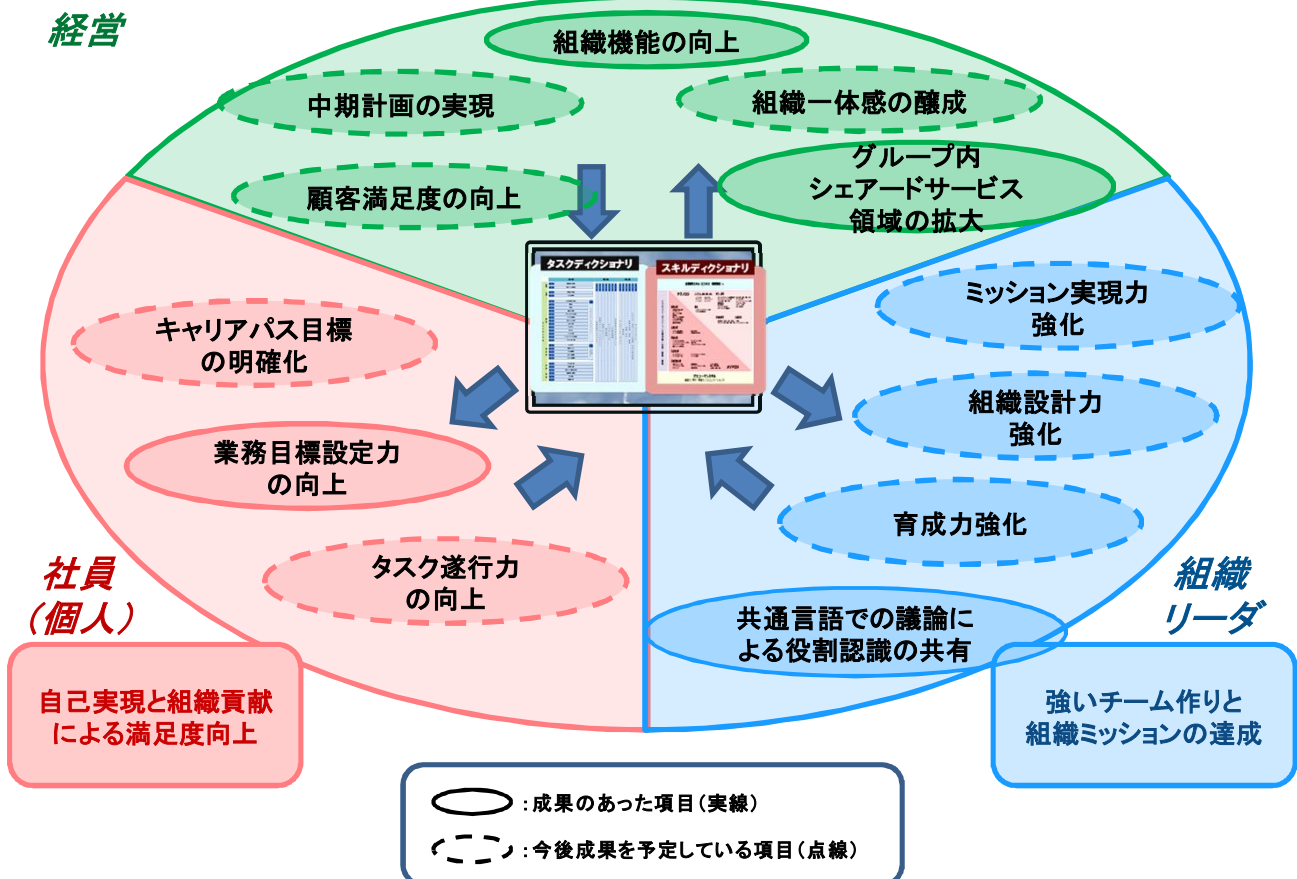 経営
組織機能の向上
中期計画の実現
組織一体感の醸成
顧客満足度の向上
グループ内
シェアードサービス
領域の拡大
タスクディクショナリ
スキルディクショナリ
キャリアパス目標
の明確化
業務目標設定力
の向上
タスク遂行力
の向上
ミッション実現力
強化
組織設計力
強化
育成力強化
共通言語での議論に
よる役割認識の共有
社員
（個人）
自己実現と組織貢献
による満足度向上
組織
リーダ
強いチーム作りと
組織ミッションの達成
：成果のあった項目（実線）
：今後成果を予定している項目（点線）